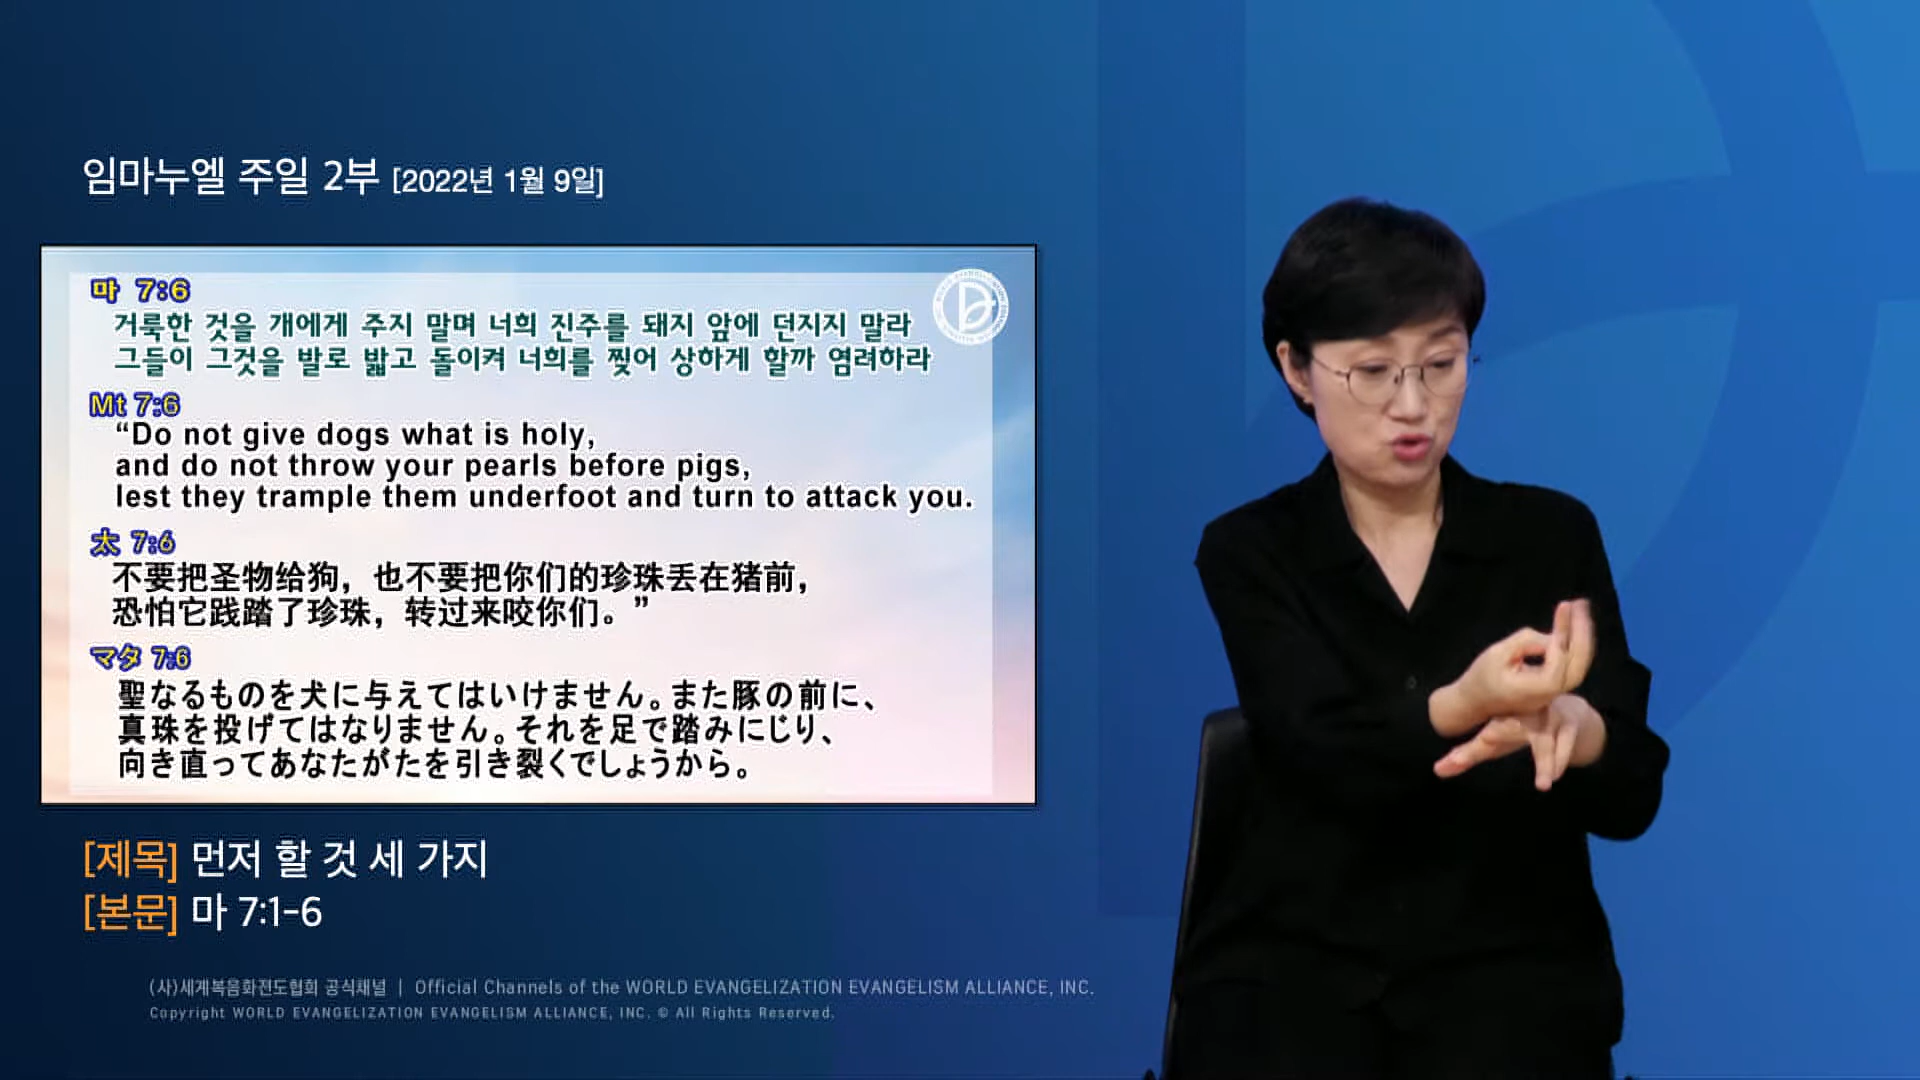 임마누엘 주일 2부 [2022년 1월 9일]
마 7:6
거룩한 것을 개에게 주지 말며 너희 진주를 돼지 앞에 던지지 말라
그들이 그것을 발로 밟고 돌이켜 너희를 찢어 상하게 할까 염려하라
Mt 7:6
“Do not give dogs what is holy,
and do not throw your pearls before pigs,
lest they trample them underfoot and turn to attack you.
太 7:6
不要把圣物给狗，也不要把你们的珍珠丢在猪前，
恐怕它践踏了珍珠，转过来咬你们。”
マタ 7:6
聖なるものを犬に与えてはいけません。また豚の前に、
真珠を投げてはなりません。それを足で踏みにじり、
向き直ってあなたがたを引き裂くでしょうから。
[제목] 먼저 할 것 세 가지
[본문] 마 7:1-6
(사)세계복음화전도협회 공식채널 | Official Channels of the WORLD EVANGELIZATION EVANGELISM ALLIANCE, INC.
Copyright WORLD EVANGELIZATION EVANGELISM ALLIANCE, INC. © All Rights Reserved.